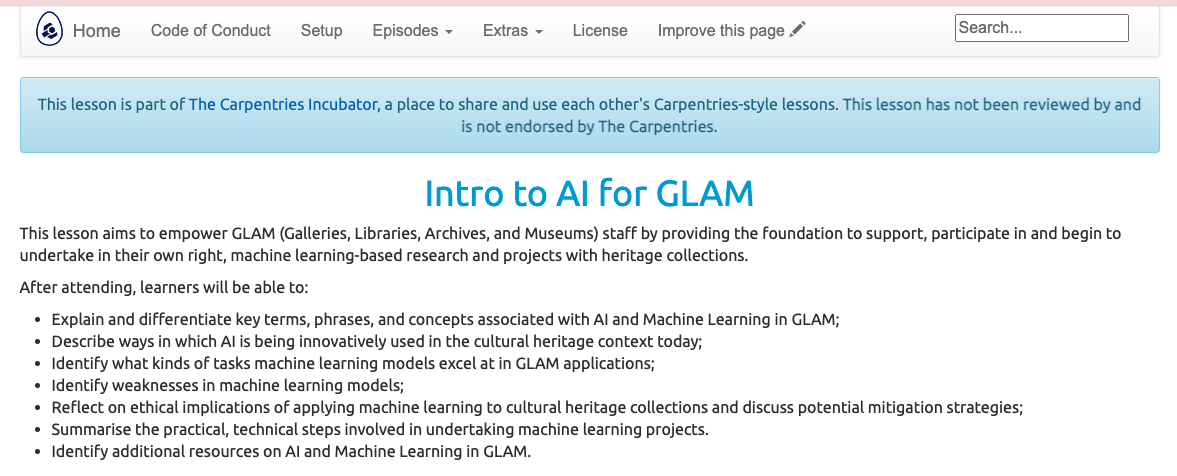 Home Code of Conduct Setup Episodes Extras License Improve this page Search...
This lesson is part of The Carpentries Incubator, a place to share and use each other's Carpentries-style lessons. This lesson has not been reviewed by and
is not endorsed by The Carpentries.
Intro to AI for GLAM
This lesson aims to empower GLAM (Galleries, Libraries, Archives, and Museums) staff by providing the foundation to support, participate in and begin to
undertake in their own right, machine learning-based research and projects with heritage collections.
After attending, learners will be able to:
• Explain and differentiate key terms, phrases, and concepts associated with AI and Machine Learning in GLAM;
• Describe ways in which AI is being innovatively used in the cultural heritage context today;
• Identify what kinds of tasks machine learning models excel at in GLAM applications;
• Identify weaknesses in machine learning models;
• Reflect on ethical implications of applying machine learning to cultural heritage collections and discuss potential mitigation strategies;
• Summarise the practical, technical steps involved in undertaking machine learning projects.
• Identify additional resources on AI and Machine Learning in GLAM.